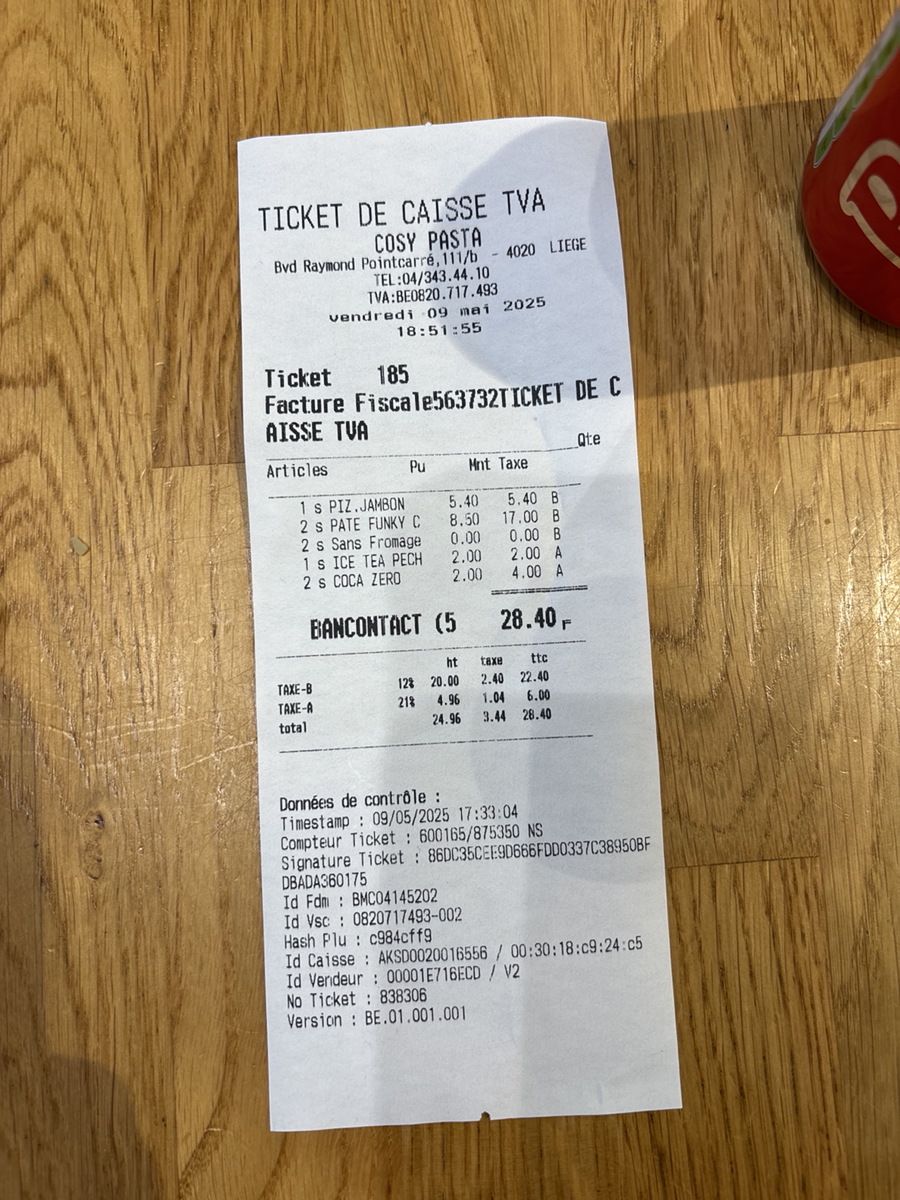 TICKET DE CAISSE TVA
COSY PASTA
Bvd Raymond Pointcarré,111/b - 4020 LIEGE
TEL:04/343.44.10
TVA:BE0820.717.493
vendredi 09 mai 2025
18:51:55
Ticket 185
Facture Fiscale563732TICKET DE C
AISSE TVA
Qte
Articles Pu Mnt Taxe
1 s PIZ.JAMBON 5.40 5.40 B
2 s PATE FUNKY C 8.50 17.00 B
2 s Sans Fromage 0.00 0.00 B
1 s ICE TEA PECH 2.00 2.00 A
2 s COCA ZERO 2.00 4.00 A
BANCONTACT (5 28.40 F
ht taxe ttc
TAXE-B 12% 20.00 2.40 22.40
TAXE-A 21% 4.96 1.04 6.00
total 24.96 3.44 28.40
Données de contrôle :
Timestamp : 09/05/2025 17:33:04
Compteur Ticket : 600165/875350 NS
Signature Ticket : 86DC35CEE9D666FDD0337C38950BF
DBADA360175
Id Fdm : BMC04145202
Id Vsc : 0820717493-002
Hash Plu : c984cff9
Id Caisse : AKSD0020016556 / 00:30:18:c9:24:c5
Id Vendeur : 00001E716ECD / V2
No Ticket : 838306
Version : BE.01.001.001